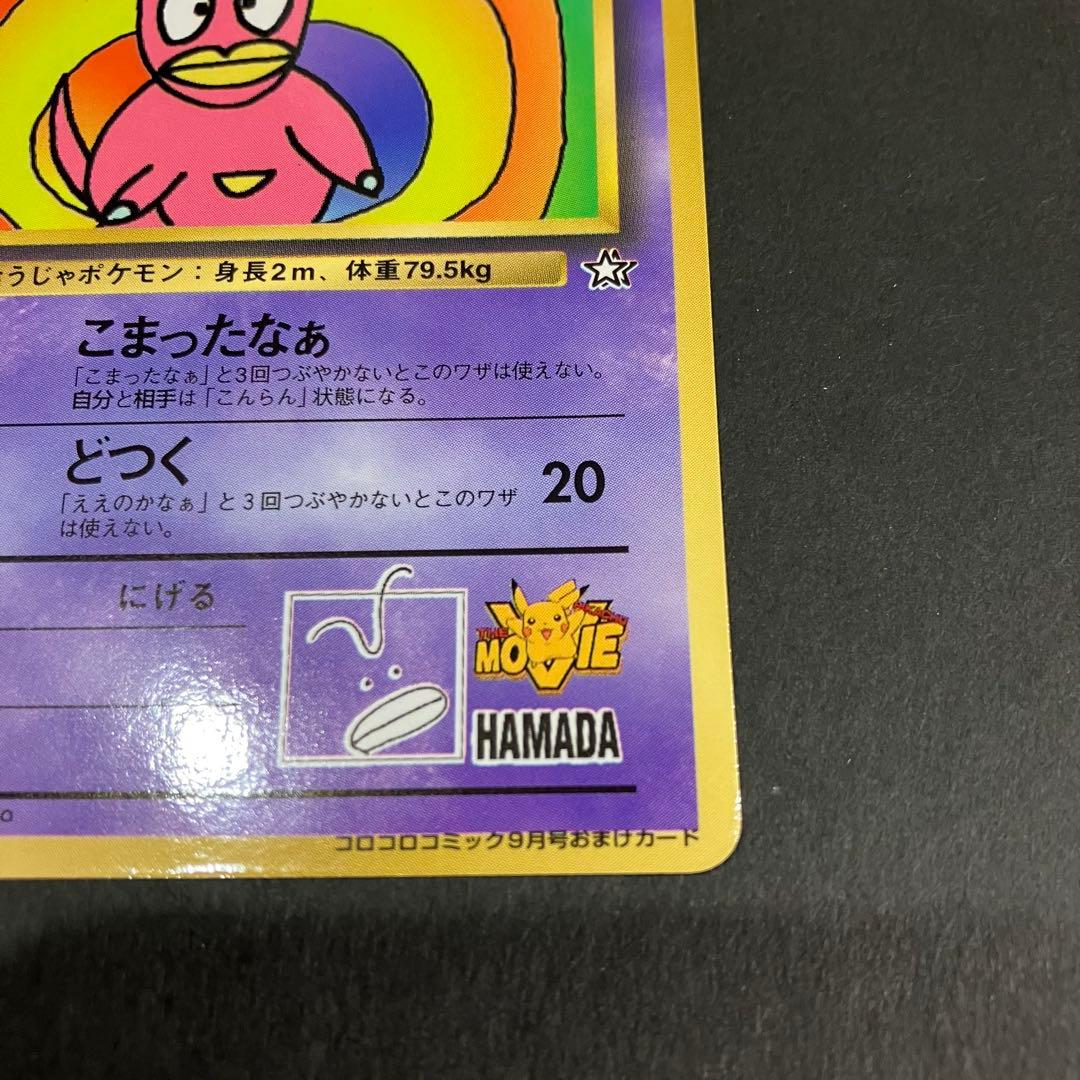 うじゃポケモン：身長2m、体重79.5kg
こまったなぁ
「こまったなぁ」と3回つぶやかないとこのワザは使えない。
自分と相手は「こんらん」状態になる。
どつく
20
「ええのかなぁ」と3回つぶやかないとこのワザ
は使えない。
にげる
THE PIKACHU
MOVIE
HAMADA
コロコロコミック9月号おまけカード